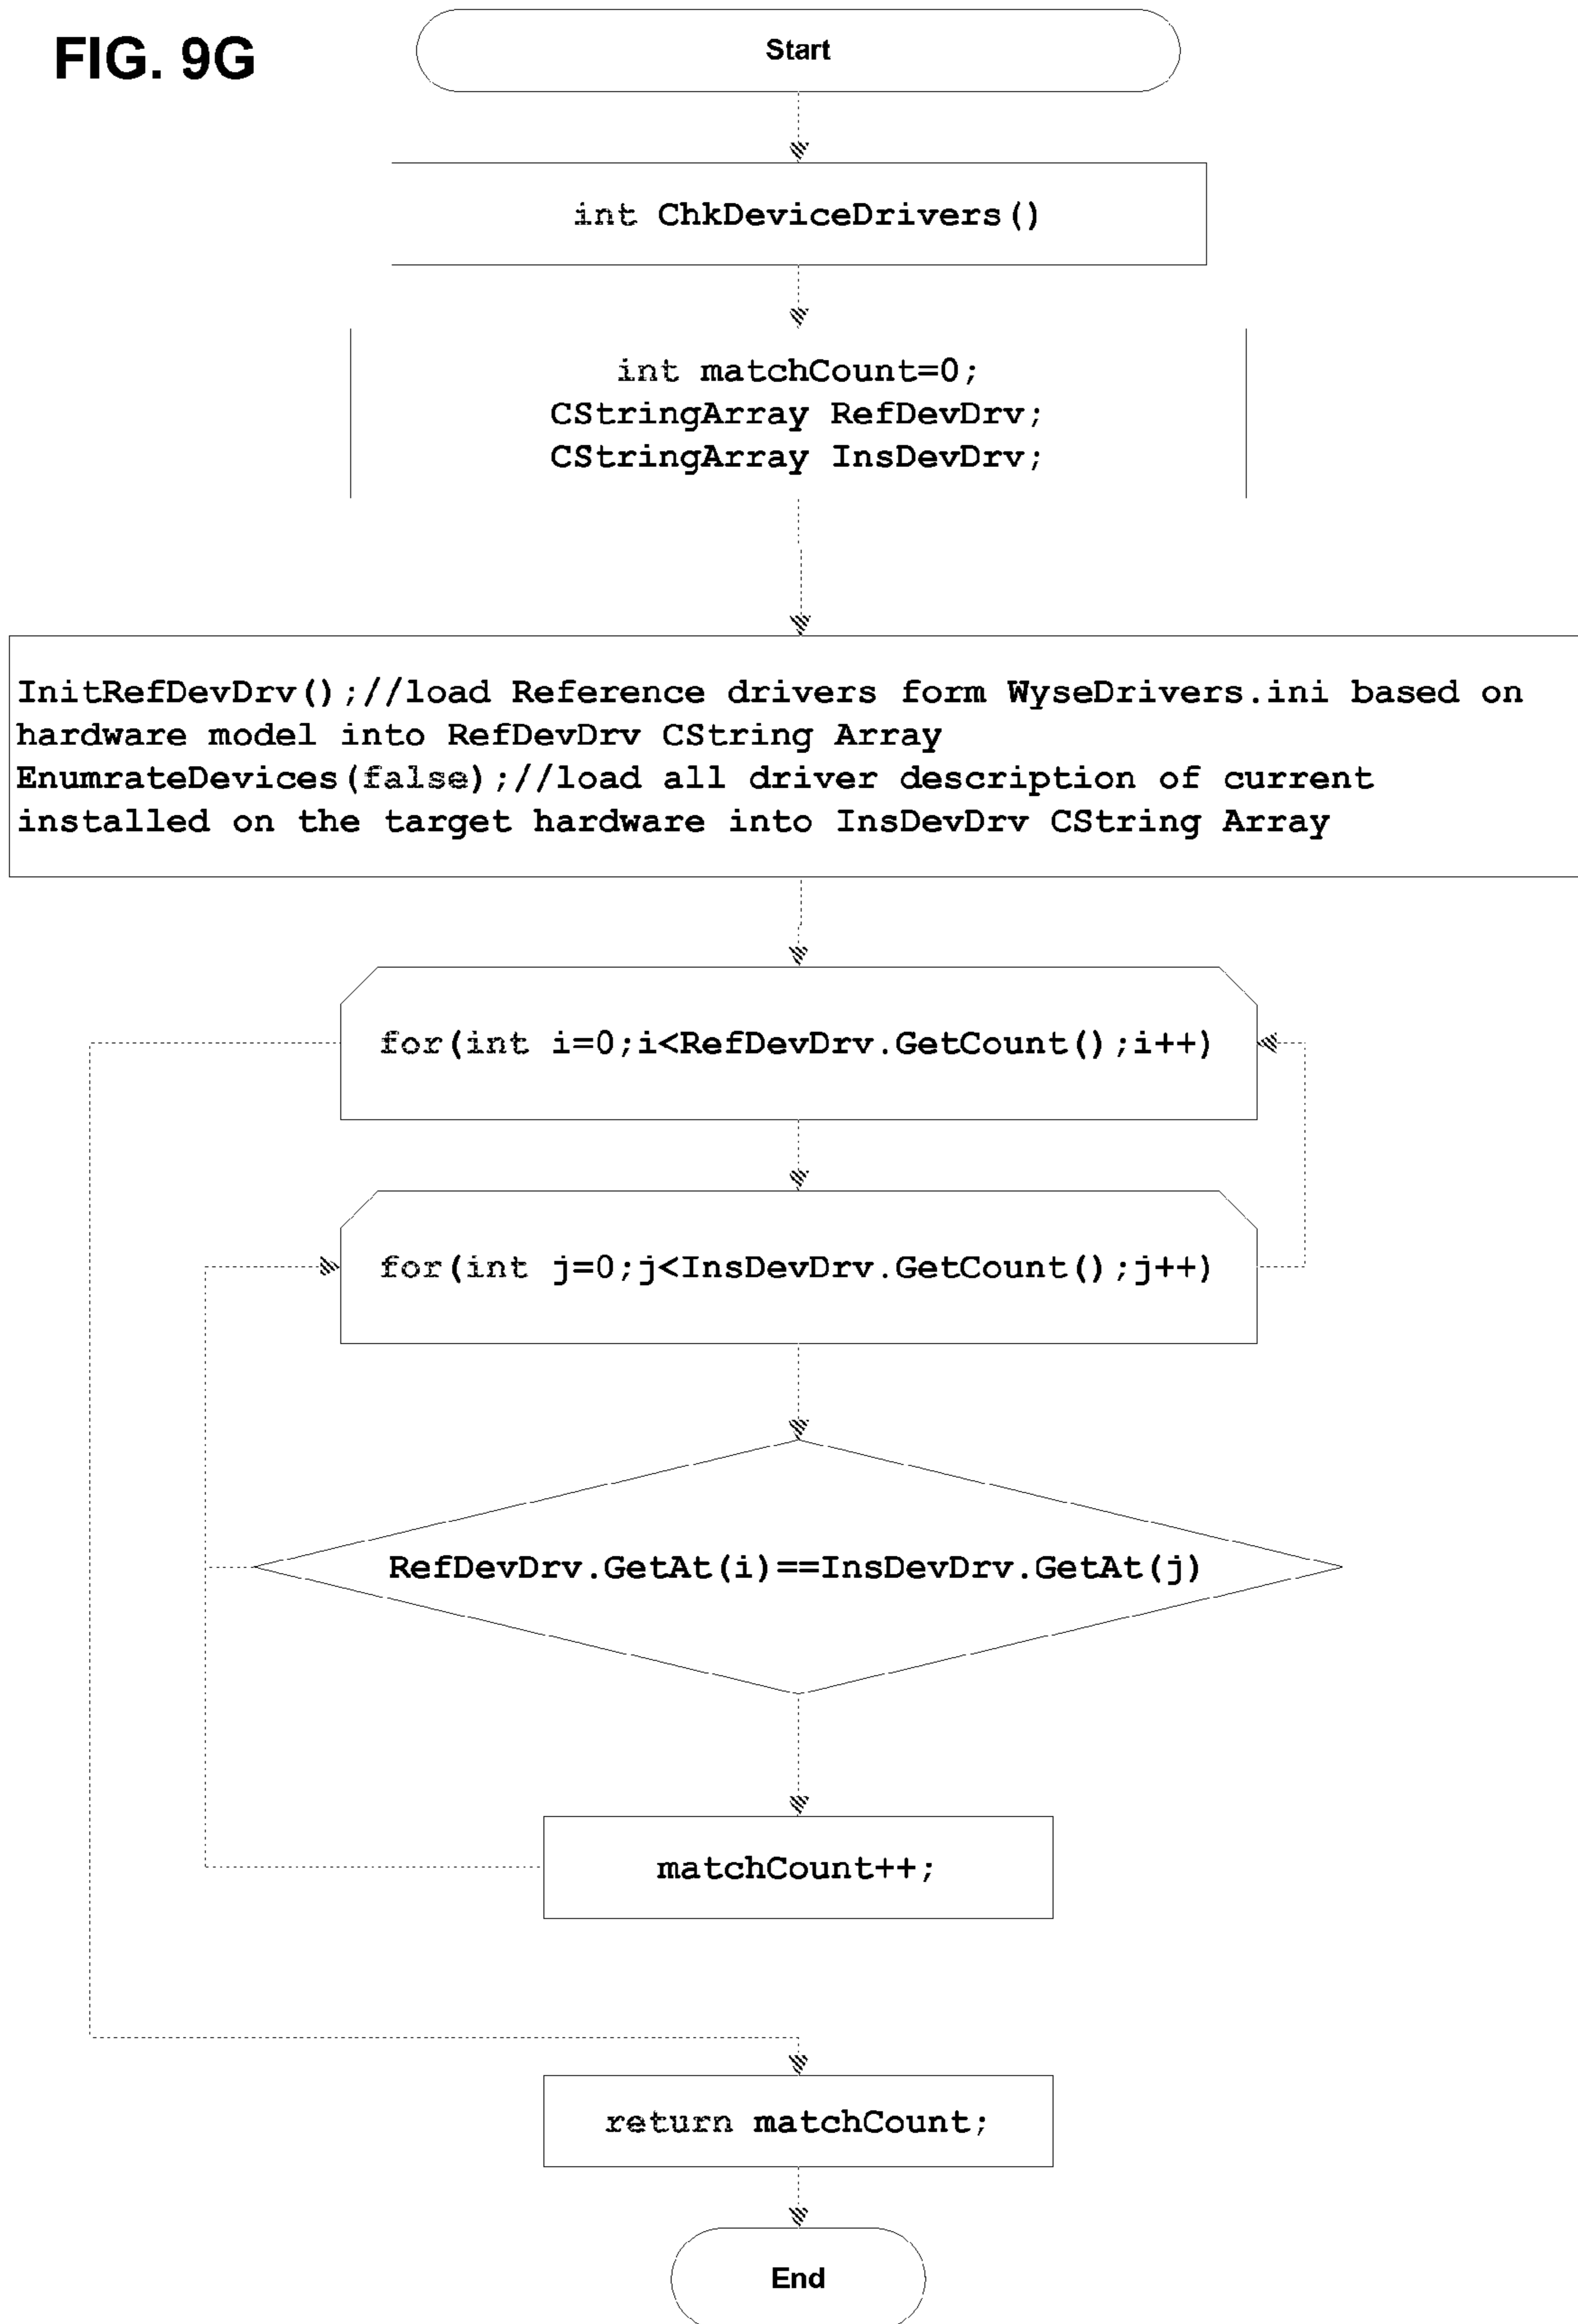 FIG. 9G
Start
int ChkDeviceDrivers()
int matchCount=0;
CStringArray RefDevDrv;
CStringArray InsDevDrv;
InitRefDevDrv();//load Reference drivers form WyseDrivers.ini based on
hardware model into RefDevDrv CString Array
EnumrateDevices(false);//load all driver description of current
installed on the target hardware into InsDevDrv CString Array
for(int i=0;i<RefDevDrv.GetCount();i++)
for(int j=0;j<InsDevDrv.GetCount();j++)
RefDevDrv.GetAt(i)==InsDevDrv.GetAt(j)
matchCount++;
return matchCount;
End